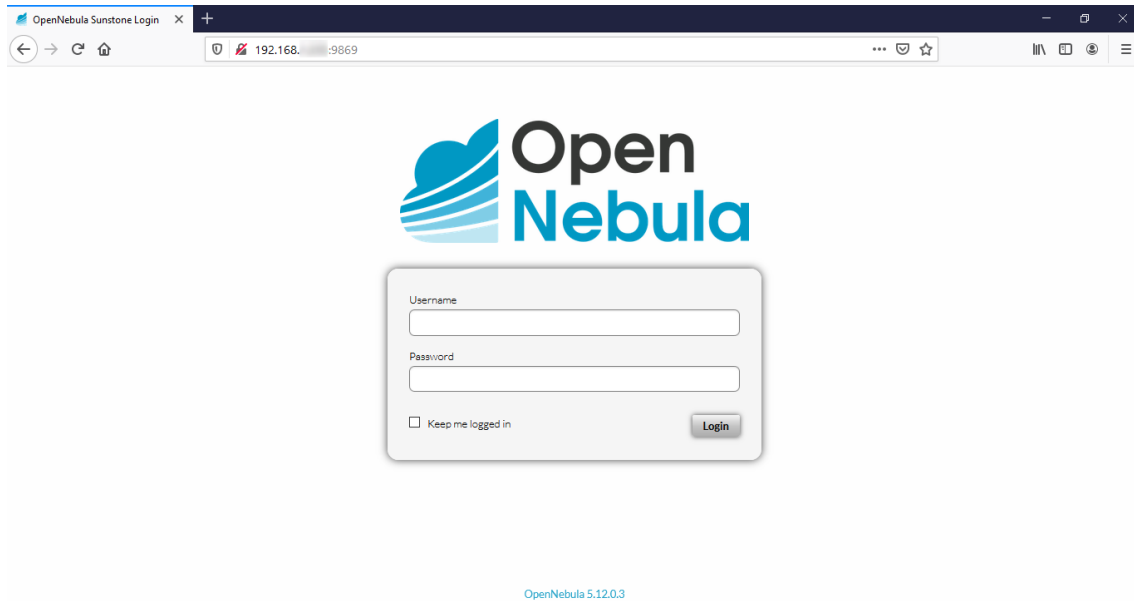 OpenNebula Sunstone Login
192.168. :9869
Open
Nebula
Username
Password
Keep me logged in
Login
OpenNebula 5.12.0.3